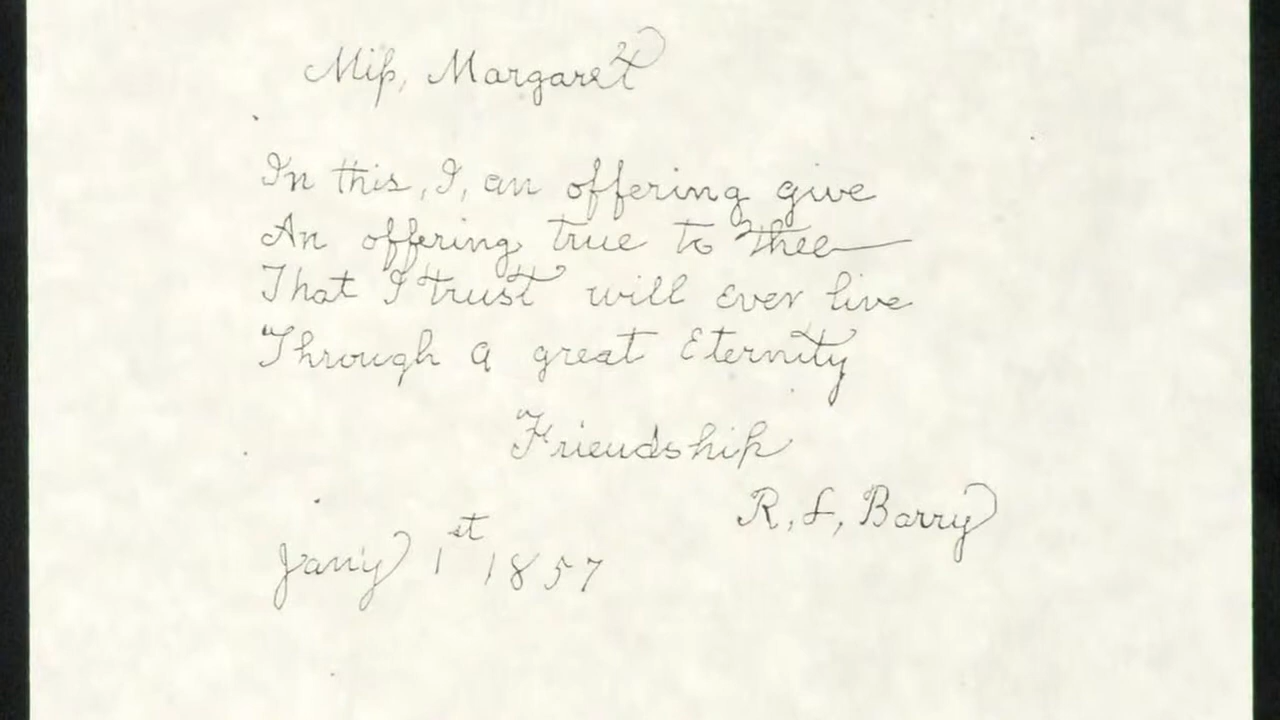 Miſs, Margaret
In this, I, an offering give
An offering true to thee—
That I trust will ever live
Through a great Eternity
Friendship
R, S, Barry
Jany 1st 1857